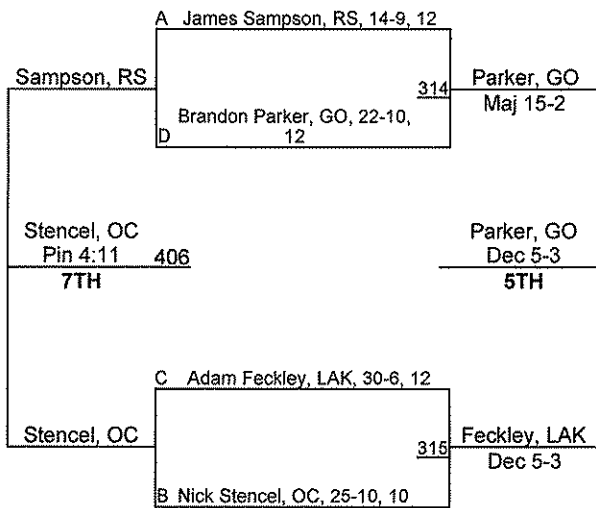 A James Sampson, RS, 14-9, 12
Sampson, RS
314
Parker, GO
Maj 15-2
Brandon Parker, GO, 22-10,
12
D
Stencel, OC
Pin 4:11
406
7TH
Parker, GO
Dec 5-3
5TH
C Adam Feckley, LAK, 30-6, 12
Stencel, OC
315
Feckley, LAK
Dec 5-3
B Nick Stencel, OC, 25-10, 10